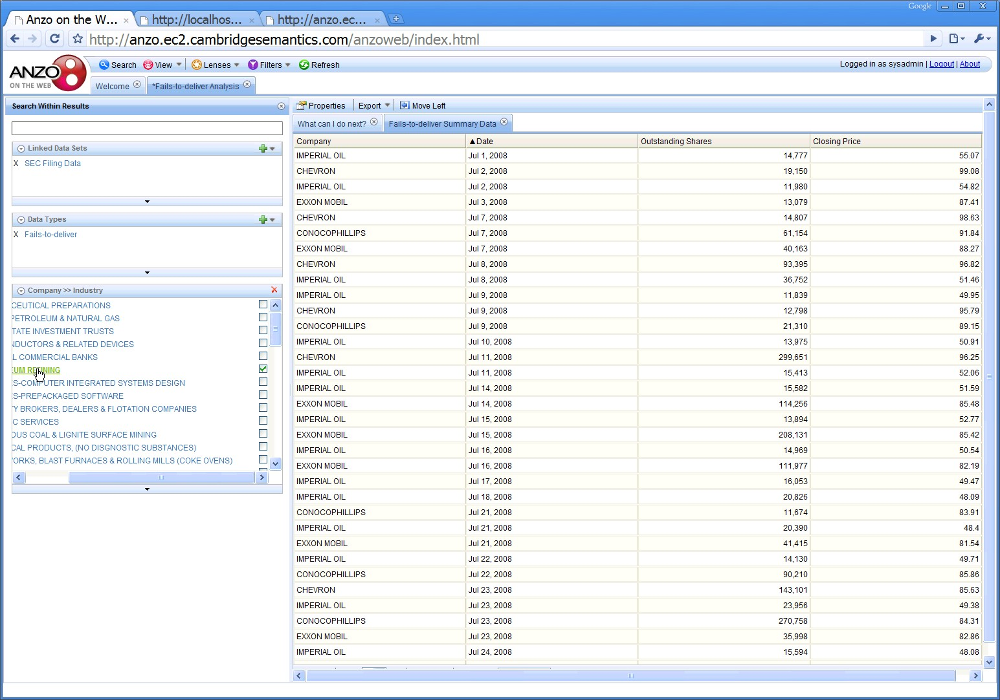 Google
Anzo on the W... × http://localhos... × http://anzo.ec... ×
http://anzo.ec2.cambridgesemantics.com/anzoweb/index.html
ANZO
ON THE WEB
Search View Lenses Filters Refresh
Logged in as sysadmin | Logout | About
Welcome *Fails-to-deliver Analysis
Search Within Results
Linked Data Sets
X SEC Filing Data
Data Types
X Fails-to-deliver
Company >> Industry
CEUTICAL PREPARATIONS
PETROLEUM & NATURAL GAS
TATE INVESTMENT TRUSTS
NDUCTORS & RELATED DEVICES
L COMMERCIAL BANKS
UM REFINING
S-COMPUTER INTEGRATED SYSTEMS DESIGN
S-PREPACKAGED SOFTWARE
TY BROKERS, DEALERS & FLOTATION COMPANIES
C SERVICES
OUS COAL & LIGNITE SURFACE MINING
CAL PRODUCTS, (NO DISGNOSTIC SUBSTANCES)
ORKS, BLAST FURNACES & ROLLING MILLS (COKE OVENS)
Properties Export Move Left
What can I do next? Fails-to-deliver Summary Data
Company ▲Date Outstanding Shares Closing Price
IMPERIAL OIL Jul 1, 2008 14,777 55.07
CHEVRON Jul 2, 2008 19,150 99.08
IMPERIAL OIL Jul 2, 2008 11,980 54.82
EXXON MOBIL Jul 3, 2008 13,079 87.41
CHEVRON Jul 7, 2008 14,807 98.63
CONOCOPHILLIPS Jul 7, 2008 61,154 91.84
EXXON MOBIL Jul 7, 2008 40,163 88.27
CHEVRON Jul 8, 2008 93,395 96.82
IMPERIAL OIL Jul 8, 2008 36,752 51.46
IMPERIAL OIL Jul 9, 2008 11,839 49.95
CHEVRON Jul 9, 2008 12,798 95.79
CONOCOPHILLIPS Jul 9, 2008 21,310 89.15
IMPERIAL OIL Jul 10, 2008 13,975 50.91
CHEVRON Jul 11, 2008 299,651 96.25
IMPERIAL OIL Jul 11, 2008 15,413 52.06
IMPERIAL OIL Jul 14, 2008 15,582 51.59
EXXON MOBIL Jul 14, 2008 114,256 85.48
IMPERIAL OIL Jul 15, 2008 13,894 52.77
EXXON MOBIL Jul 15, 2008 208,131 85.42
IMPERIAL OIL Jul 16, 2008 14,969 50.54
EXXON MOBIL Jul 16, 2008 111,977 82.19
IMPERIAL OIL Jul 17, 2008 16,053 49.47
IMPERIAL OIL Jul 18, 2008 20,826 48.09
CONOCOPHILLIPS Jul 21, 2008 11,674 83.91
IMPERIAL OIL Jul 21, 2008 20,390 48.4
EXXON MOBIL Jul 21, 2008 41,415 81.54
IMPERIAL OIL Jul 22, 2008 14,130 49.71
CONOCOPHILLIPS Jul 22, 2008 90,210 85.86
CHEVRON Jul 23, 2008 143,101 85.63
IMPERIAL OIL Jul 23, 2008 23,956 49.38
CONOCOPHILLIPS Jul 23, 2008 270,758 84.31
EXXON MOBIL Jul 23, 2008 35,998 82.86
IMPERIAL OIL Jul 24, 2008 15,594 48.08